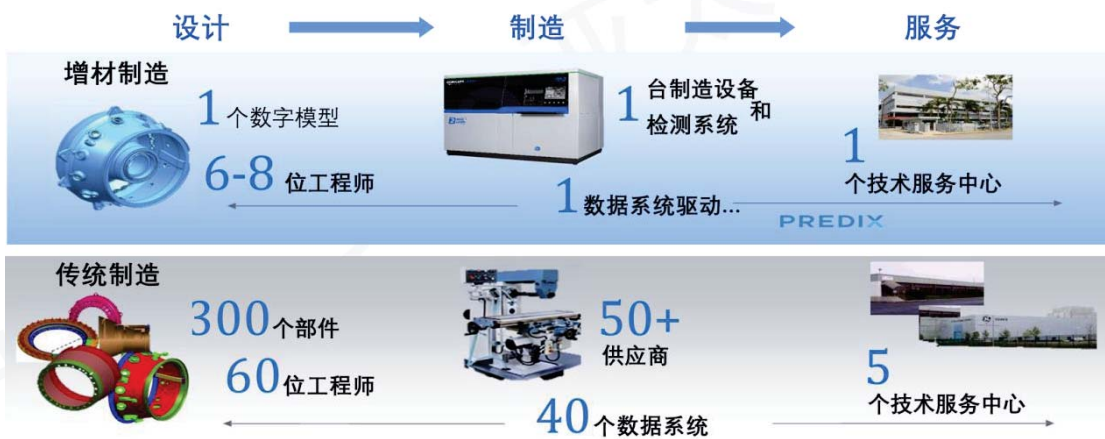 设计
制造
服务
增材制造
1个数字模型
6-8 位工程师
1 台制造设备和
检测系统
1
个技术服务中心
1数据系统驱动...
PREDIX
传统制造
300个部件
60位工程师
50+
供应商
5
个技术服务中心
40个数据系统